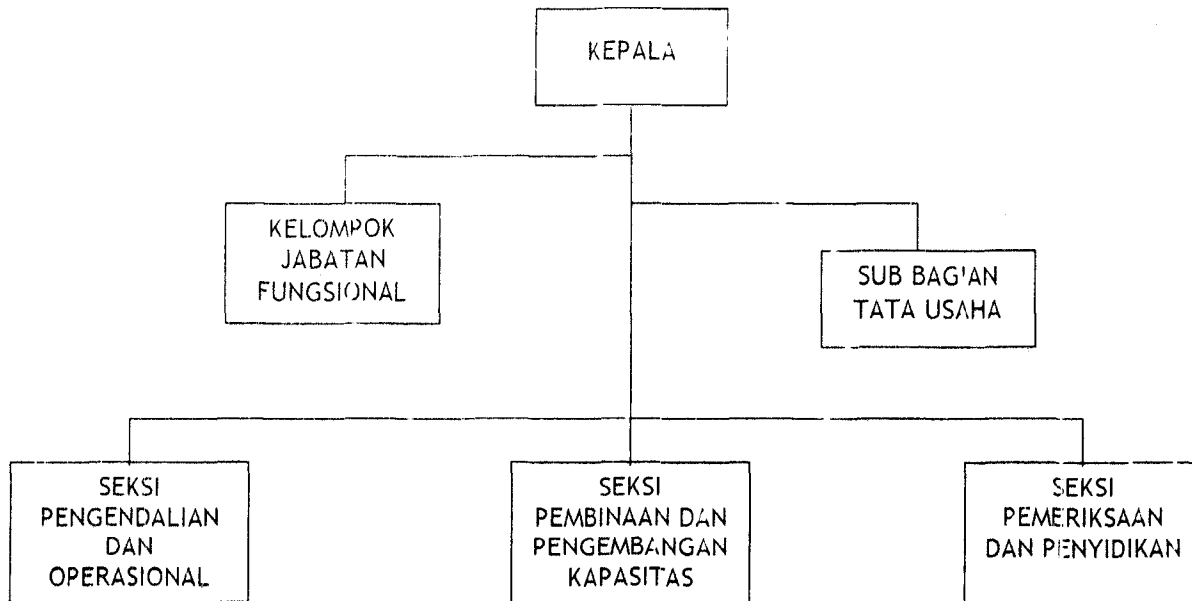 KEPALA
KELOMPOK
JABATAN
FUNGSIONAL
SUB BAGIAN
TATA USAHA
SEKSI
PENGENDALIAN
DAN
OPERASIONAL
SEKSI
PEMBINAAN DAN
PENGEMBANGAN
KAPASITAS
SEKSI
PEMERIKSAAN
DAN PENYIDIKAN